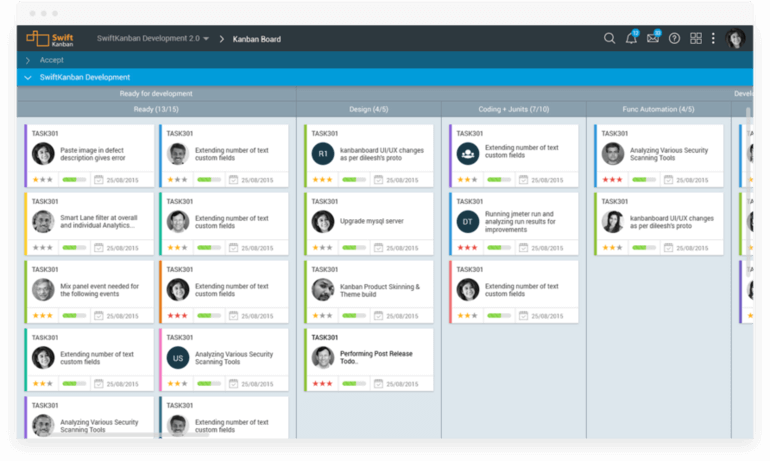 Swift
Kanban
SwiftKanban Development 2.0
Kanban Board
Accept
SwiftKanban Development
Ready for development
Develo
Ready (13/15)
Design (4/5)
Coding + Junits (7/10)
Func Automation (4/5)
TASK301
Paste image in defect
description gives error
25/08/2015
TASK301
Extending number of text
custom fields
25/08/2015
TASK301
R1
kanbanboard UI/UX changes
as per dileesh's proto
25/08/2015
TASK301
Extending number of text
custom fields
25/08/2015
TASK301
Analyzing Various Security
Scanning Tools
25/08/2015
TASK301
Smart Lane filter at overall
and individual Analytics...
25/08/2015
TASK301
Extending number of text
custom fields
25/08/2015
TASK301
Upgrade mysql server
25/08/2015
TASK301
DT
Running jmeter run and
analyzing run results for
improvements
25/08/2015
TASK301
kanbanboard UI/UX changes
as per dileesh's proto
25/08/2015
TASK301
Mix panel event needed for
the following events
25/08/2015
TASK301
Extending number of text
custom fields
25/08/2015
TASK301
Kanban Product Skinning &
Theme build
25/08/2015
TASK301
Extending number of text
custom fields
25/08/2015
TASK301
Extending number of text
custom fields
25/08/2015
TASK301
US
Analyzing Various Security
Scanning Tools
25/08/2015
TASK301
Performing Post Release
Todo..
25/08/2015
TASK301
Analyzing Various Security
Scanning Tools
TASK301
Extending number of text
custom fields